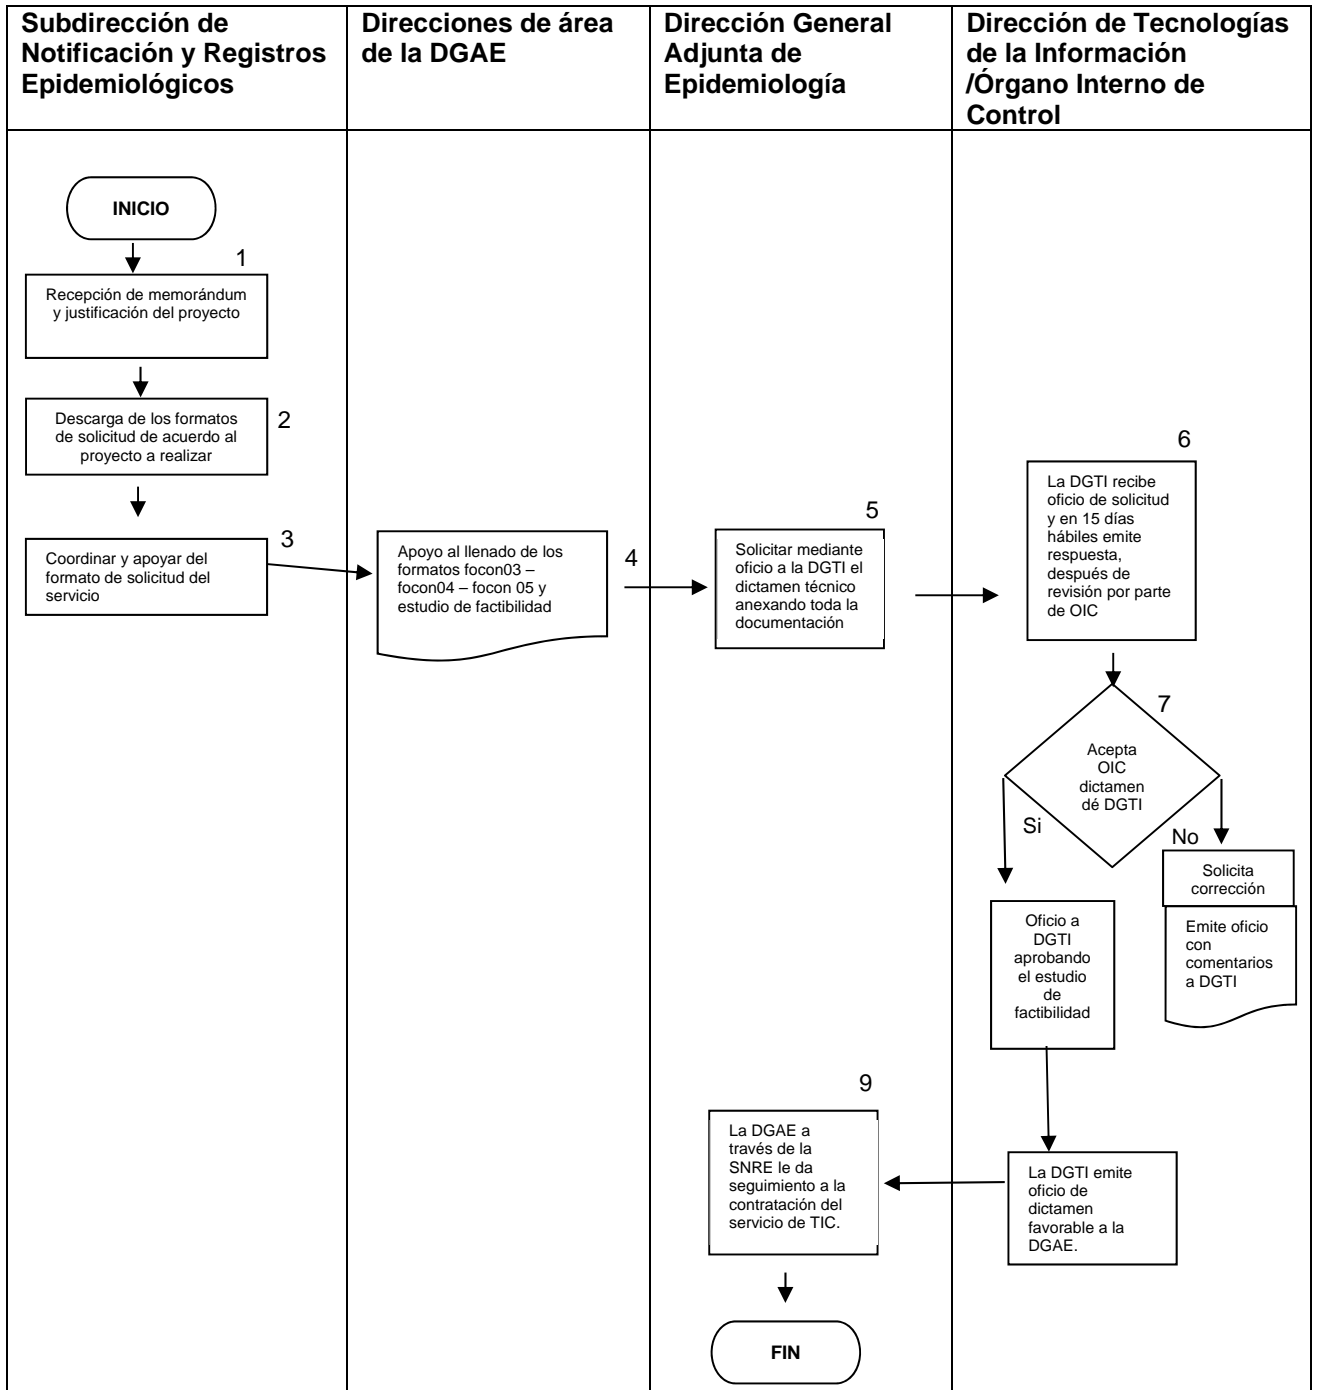 Subdirección de
Notificación y Registros
Epidemiológicos
Direcciones de área
de la DGAE
Dirección General
Adjunta de
Epidemiología
Dirección de Tecnologías
de la Información
/Órgano Interno de
Control
INICIO
1
Recepción de memorándum
y justificación del proyecto
Descarga de los formatos
de solicitud de acuerdo al
proyecto a realizar
2
Coordinar y apoyar del
formato de solicitud del
servicio
3
Apoyo al llenado de los
formatos focon03 –
focon04 – focon 05 y
estudio de factibilidad
4
5
Solicitar mediante
oficio a la DGTI el
dictamen técnico
anexando toda la
documentación
6
La DGTI recibe
oficio de solicitud
y en 15 días
hábiles emite
respuesta,
después de
revisión por parte
de OIC
7
Acepta
OIC
dictamen
dé DGTI
Si
No
Solicita
corrección
Emite oficio
con
comentarios
a DGTI
Oficio a
DGTI
aprobando
el estudio
de
factibilidad
La DGTI emite
oficio de
dictamen
favorable a la
DGAE.
9
La DGAE a
través de la
SNRE le da
seguimiento a la
contratación del
servicio de TIC.
FIN